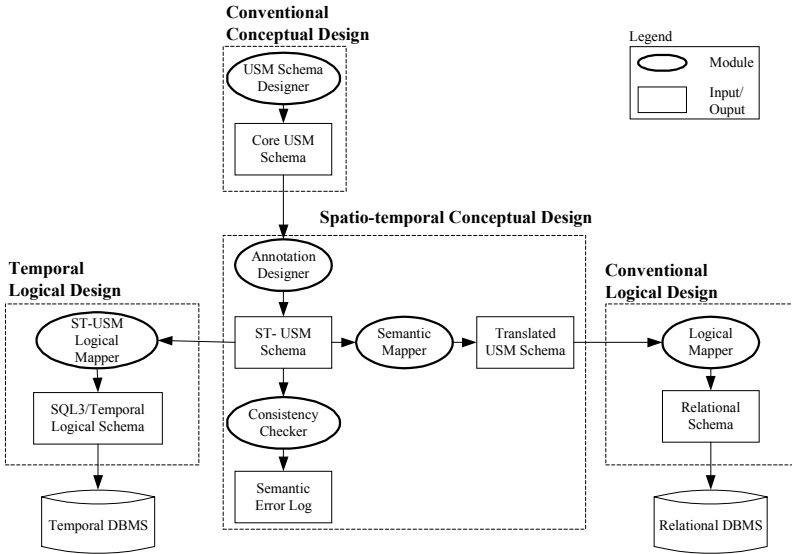 Conventional
Conceptual Design
USM Schema
Designer
Core USM
Schema
Legend
Module
Input/
Ouput
Spatio-temporal Conceptual Design
Annotation
Designer
Temporal
Logical Design
Conventional
Logical Design
ST-USM
Logical
Mapper
ST- USM
Schema
Semantic
Mapper
Translated
USM Schema
Logical
Mapper
SQL3/Temporal
Logical Schema
Consistency
Checker
Relational
Schema
Semantic
Error Log
Temporal DBMS
Relational DBMS